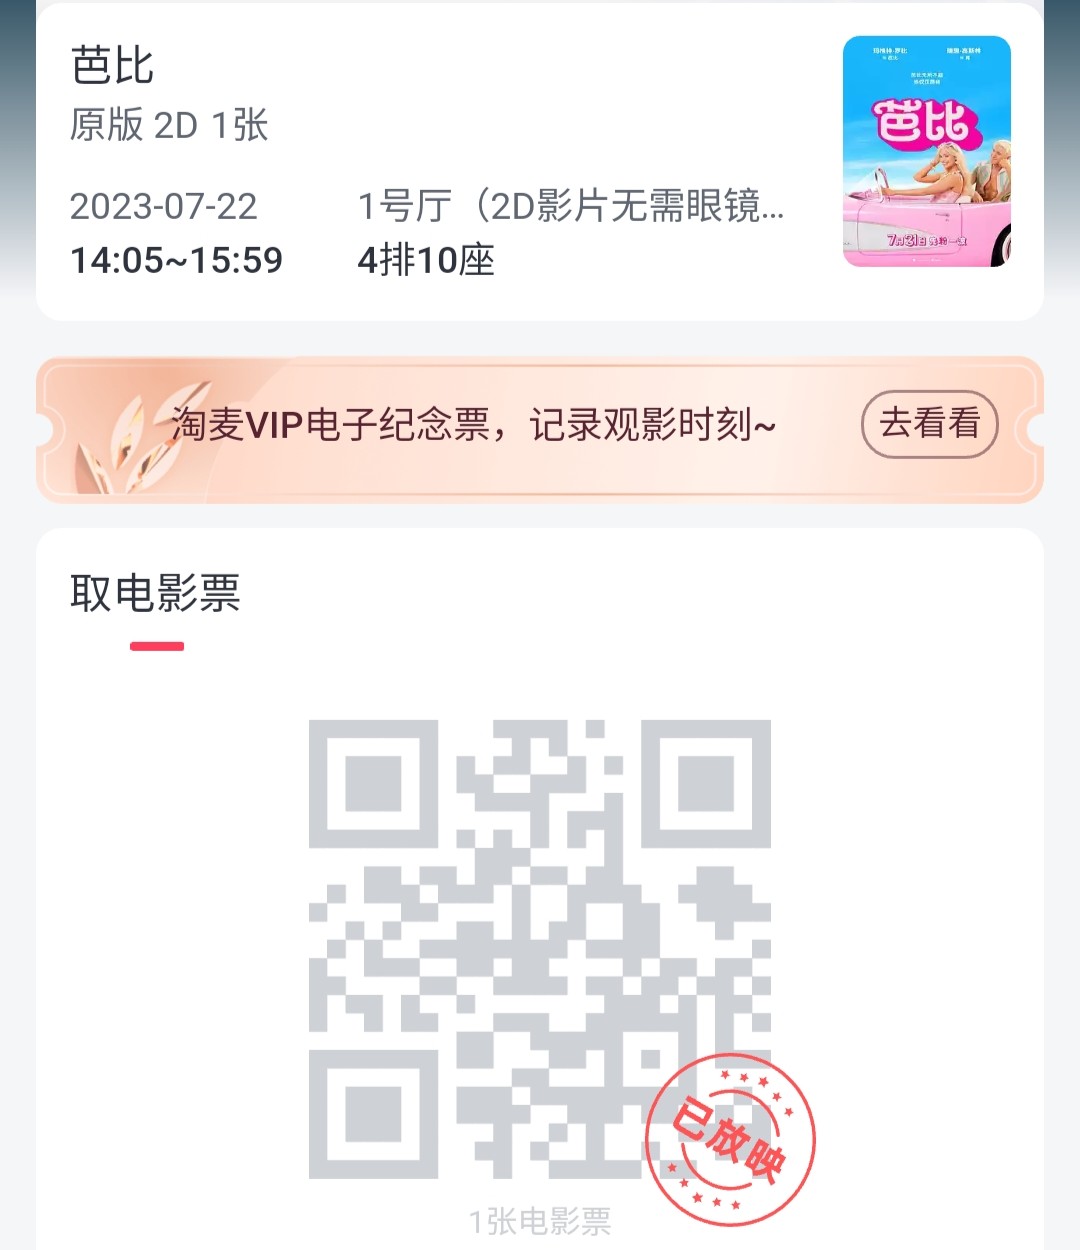 芭比
原版 2D 1张
2023-07-22
14:05~15:59
1号厅（2D影片无需眼镜...
4排10座
芭比
7月21日
淘麦VIP电子纪念票，记录观影时刻~
去看看
取电影票
已放映
1张电影票